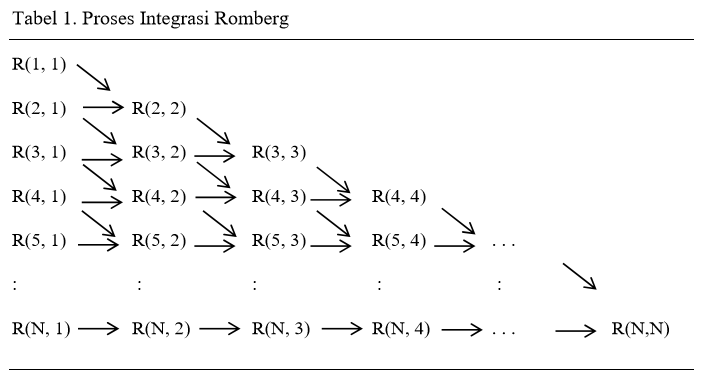 Tabel 1. Proses Integrasi Romberg
R(1, 1)
R(2, 1) R(2, 2)
R(3, 1) R(3, 2) R(3, 3)
R(4, 1) R(4, 2) R(4, 3) R(4, 4)
R(5, 1) R(5, 2) R(5, 3) R(5, 4) . . .
: : : : :
R(N, 1) R(N, 2) R(N, 3) R(N, 4) . . . R(N,N)